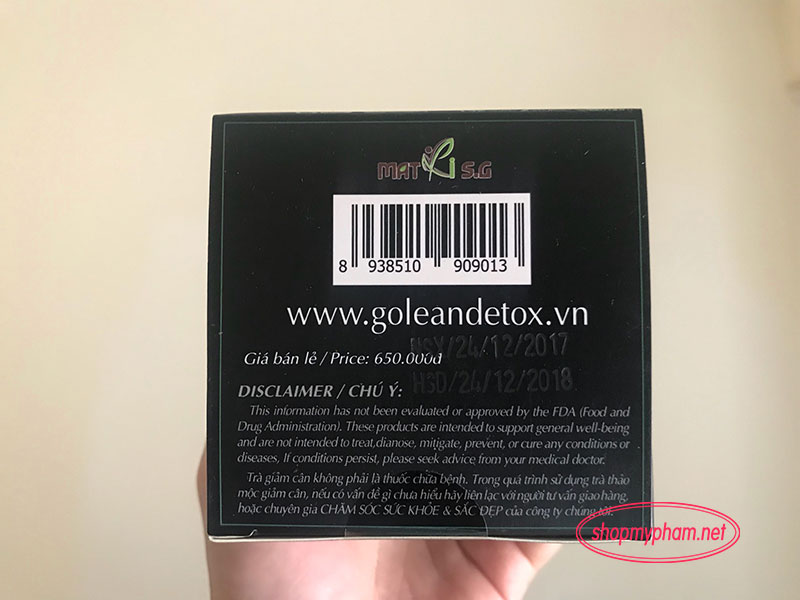 MAT Ri S.G
8 938510 909013
www.goleandetox.vn
NSX/24/12/2017
Giá bán lẻ / Price: 650.000đ
HSD/24/12/2018
DISCLAIMER / CHÚ Ý:
This information has not been evaluated or approved by the FDA (Food and
Drug Administration). These products are intended to support general well-being
and are not intended to treat,dianose, mitigate, prevent, or cure any conditions or
diseases, If conditions persist, please seek advice from your medical doctor.
Trà giảm cân không phải là thuốc chữa bệnh. Trong quá trình sử dụng trà thảo
mộc giảm cân, nếu có vấn đề gì chưa hiểu hãy liên lạc với người tư vấn giao hàng,
hoặc chuyên gia CHĂM SÓC SỨC KHỎE & SẮC ĐẸP của công ty chúng tôi.
shopmypham.net